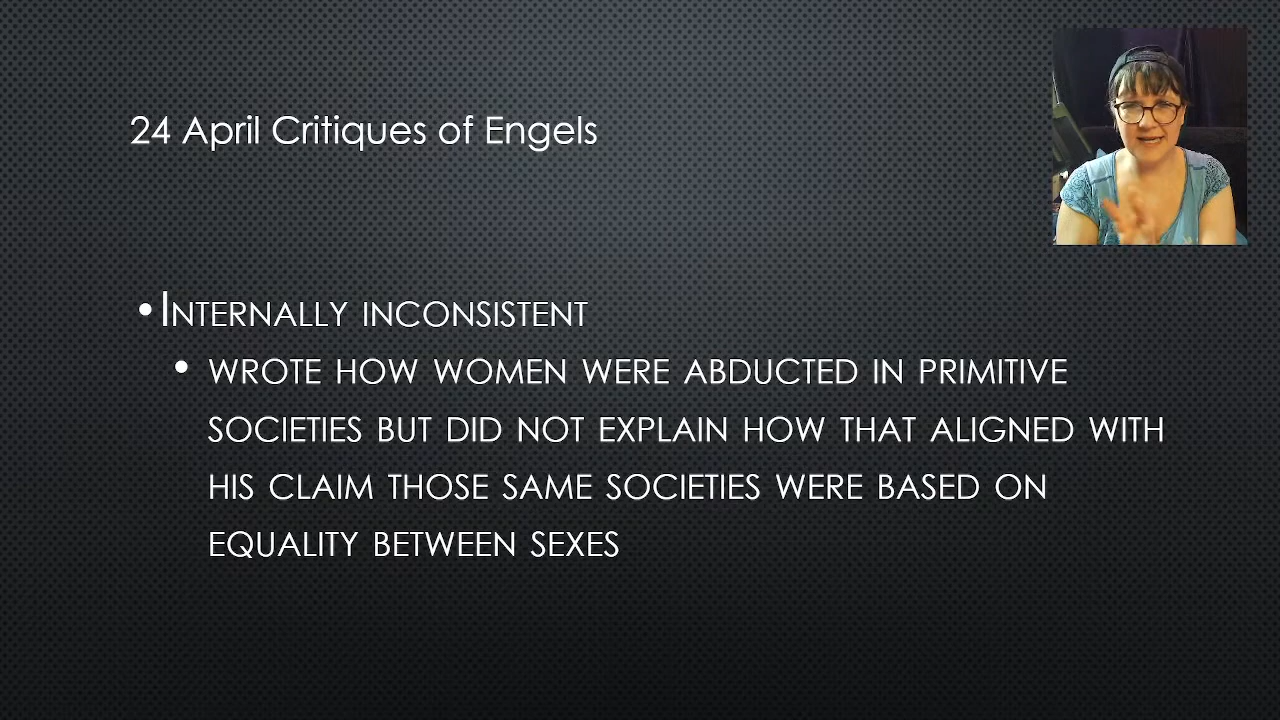 24 April Critiques of Engels
• INTERNALLY INCONSISTENT
• WROTE HOW WOMEN WERE ABDUCTED IN PRIMITIVE
SOCIETIES BUT DID NOT EXPLAIN HOW THAT ALIGNED WITH
HIS CLAIM THOSE SAME SOCIETIES WERE BASED ON
EQUALITY BETWEEN SEXES